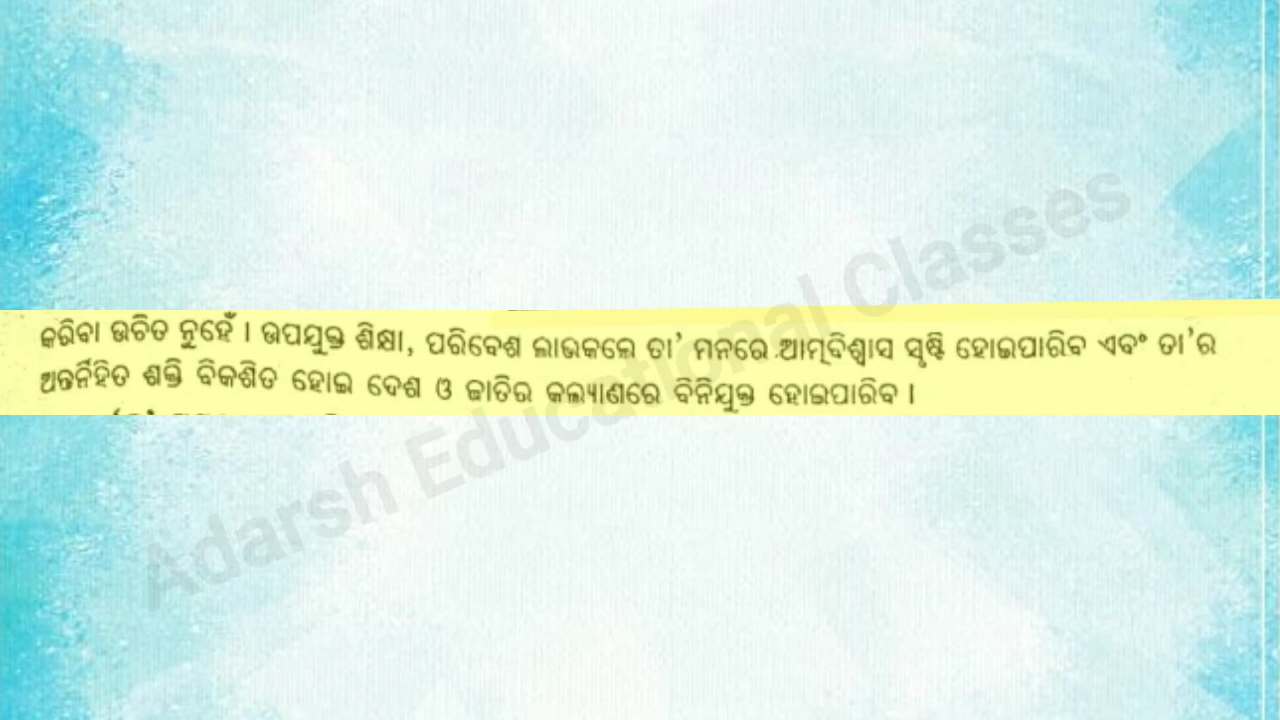 କରିବା ଉଚିତ ନୁହେଁ । ଉପଯୁକ୍ତ ଶିକ୍ଷା, ପରିବେଶ ଲାଭକଲେ ତା’ ମନରେ ଆତ୍ମବିଶ୍ୱାସ ସୃଷ୍ଟି ହୋଇପାରିବ ଏବଂ ତା’ର
ଅନ୍ତର୍ନିହିତ ଶକ୍ତି ବିକଶିତ ହୋଇ ଦେଶ ଓ ଜାତିର କଲ୍ୟାଣରେ ବିନିଯୁକ୍ତ ହୋଇପାରିବ ।
Adarsh Educational Classes